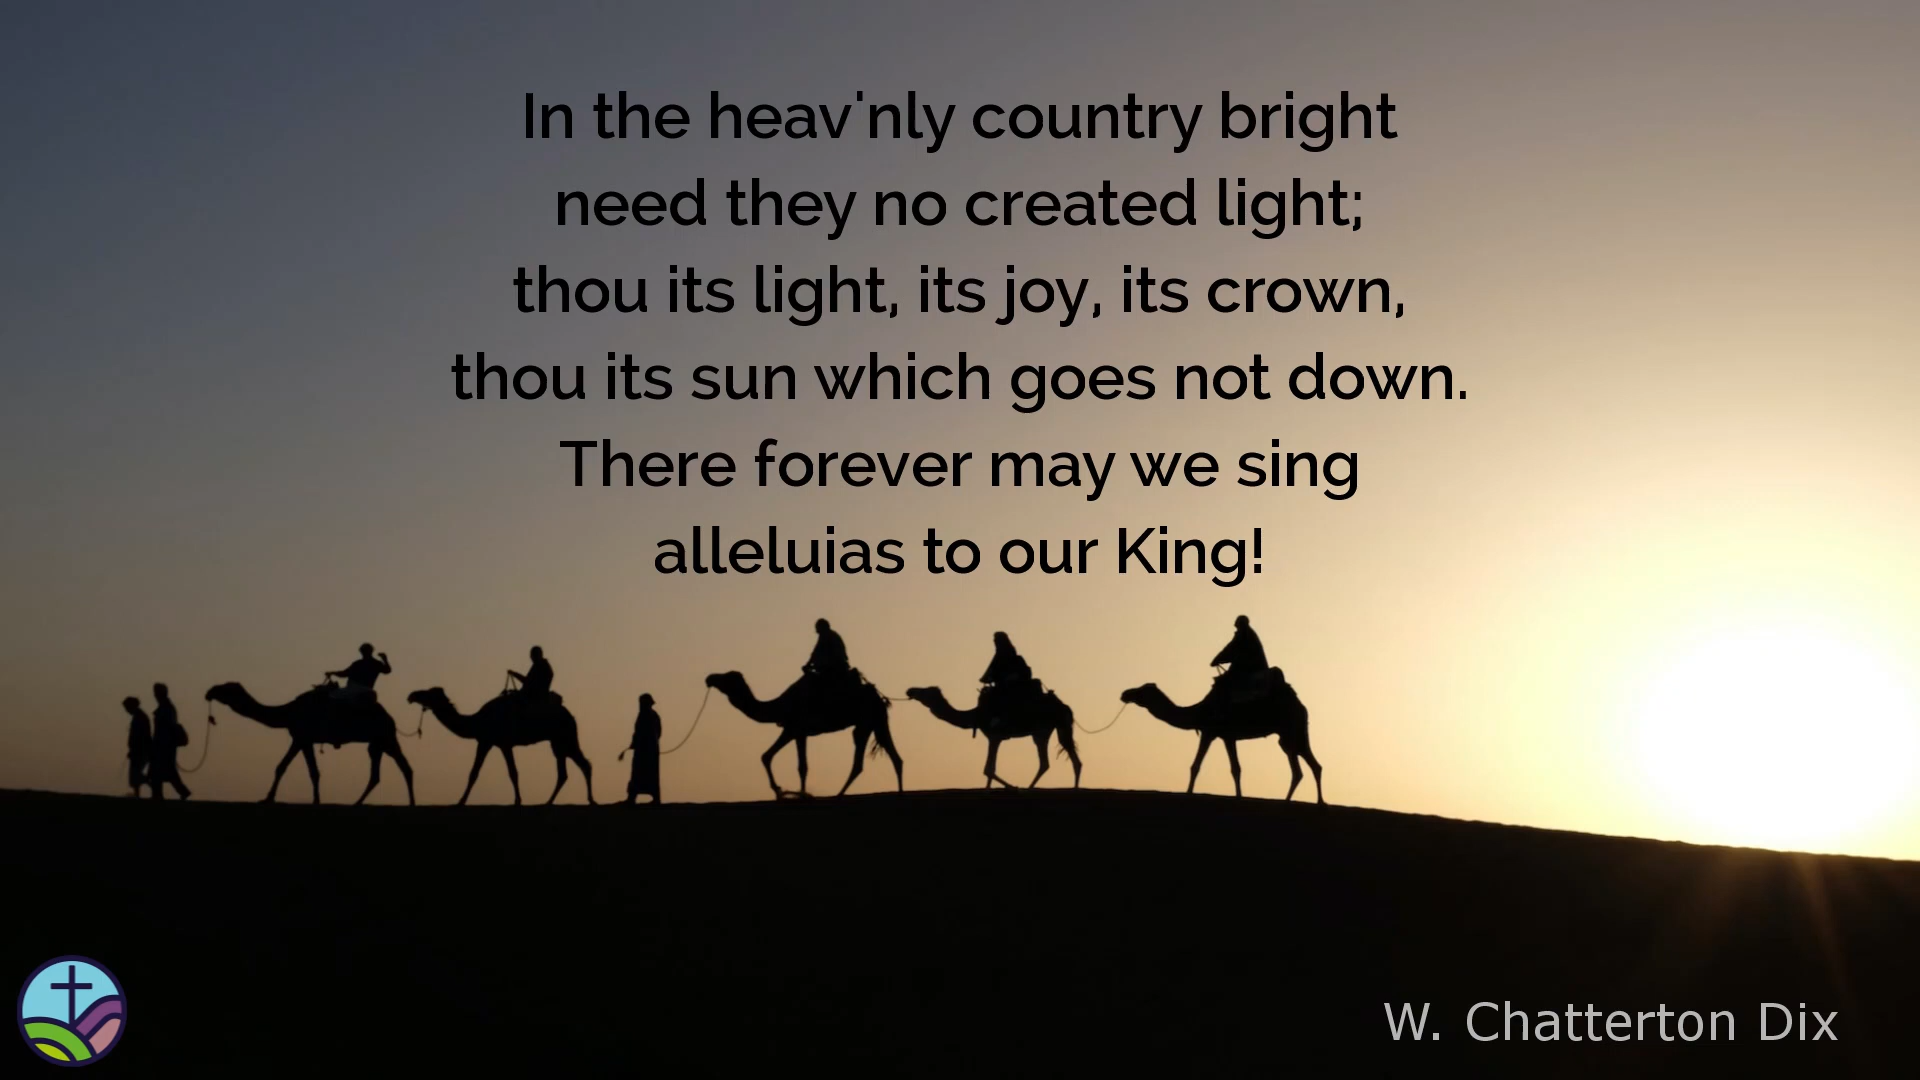 In the heav'nly country bright
need they no created light;
thou its light, its joy, its crown,
thou its sun which goes not down.
There forever may we sing
alleluias to our King!
W. Chatterton Dix